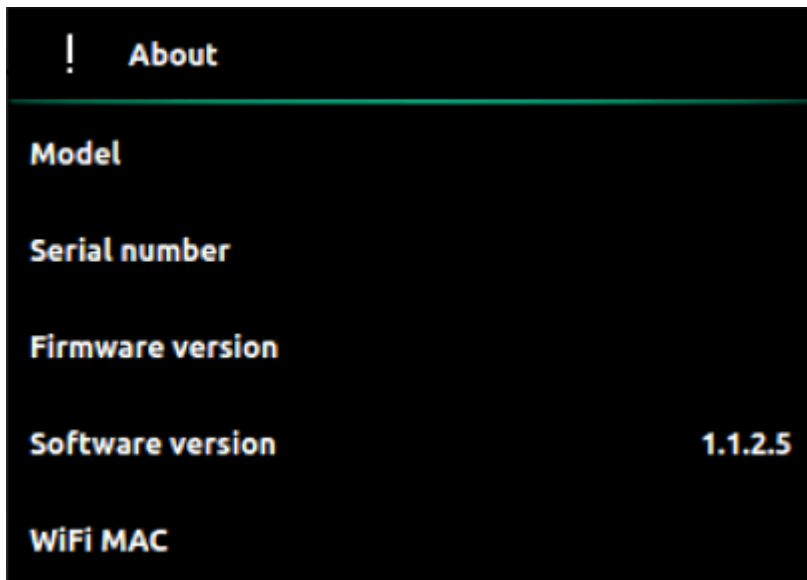 ! About
Model
Serial number
Firmware version
Software version 1.1.2.5
WiFi MAC